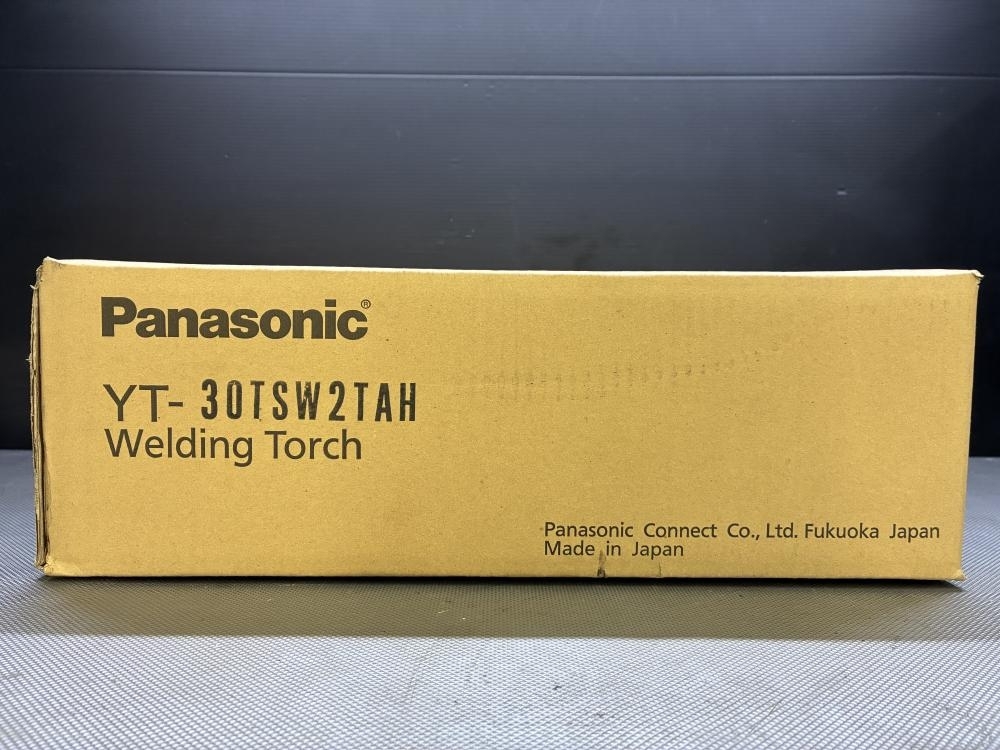 Panasonic®
YT-30TSW2TAH
Welding Torch
Panasonic Connect Co., Ltd. Fukuoka Japan
Made in Japan